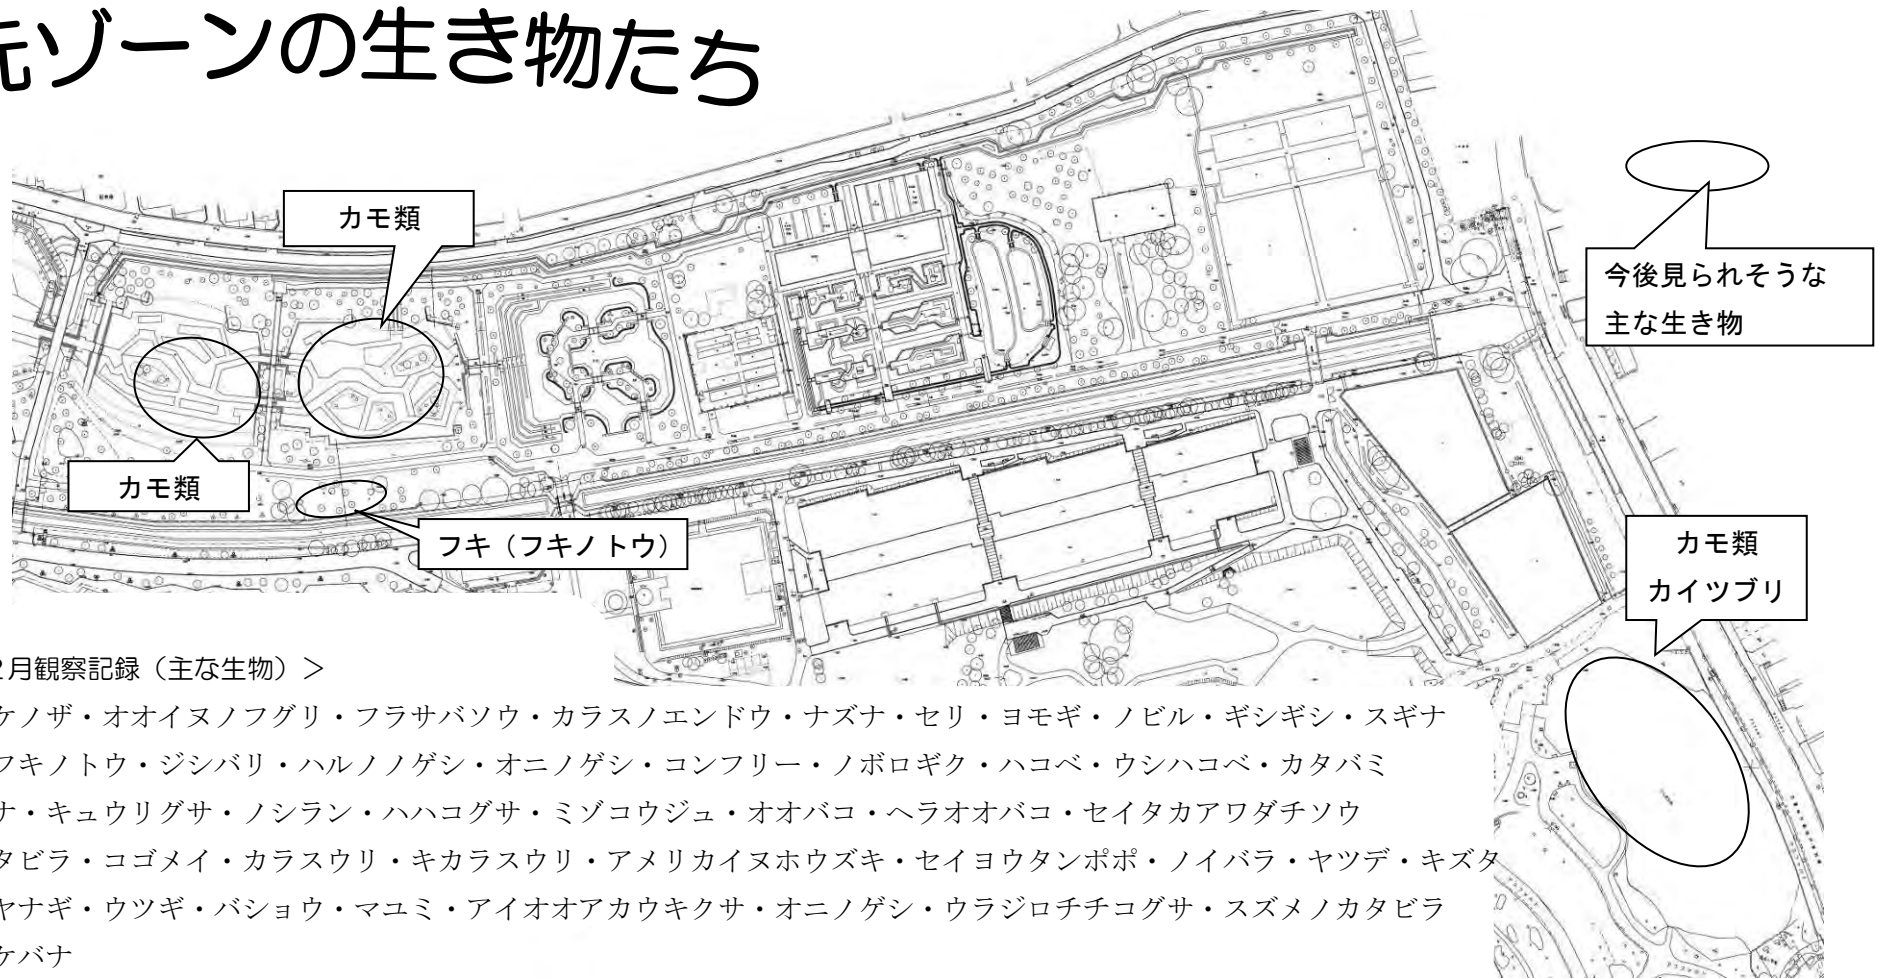 ゾーンの生き物たち
カモ類
今後見られそうな
主な生き物
カモ類
フキ(フキノトウ)
カモ類
カイツブリ
月観察記録(主な生物)>
ケノザ・オオイヌノフグリ・フラサバソウ・カラスノエンドウ・ナズナ・セリ・ヨモギ・ノビル・ギシギシ・スギナ
フキノトウ・ジシバリ・ハルノノゲシ・オニノゲシ・コンフリー・ノボロギク・ハコベ・ウシハコベ・カタバミ
ナ・キュウリグサ・ノシラン・ハハコグサ・ミゾコウジュ・オオバコ・ヘラオオバコ・セイタカアワダチソウ
タビラ・コゴメイ・カラスウリ・キカラスウリ・アメリカイヌホウズキ・セイヨウタンポポ・ノイバラ・ヤツデ・キズタ
ヤナギ・ウツギ・バショウ・マユミ・アイオオアカウキクサ・オニノゲシ・ウラジロチチコグサ・スズメノカタビラ
ケバナ